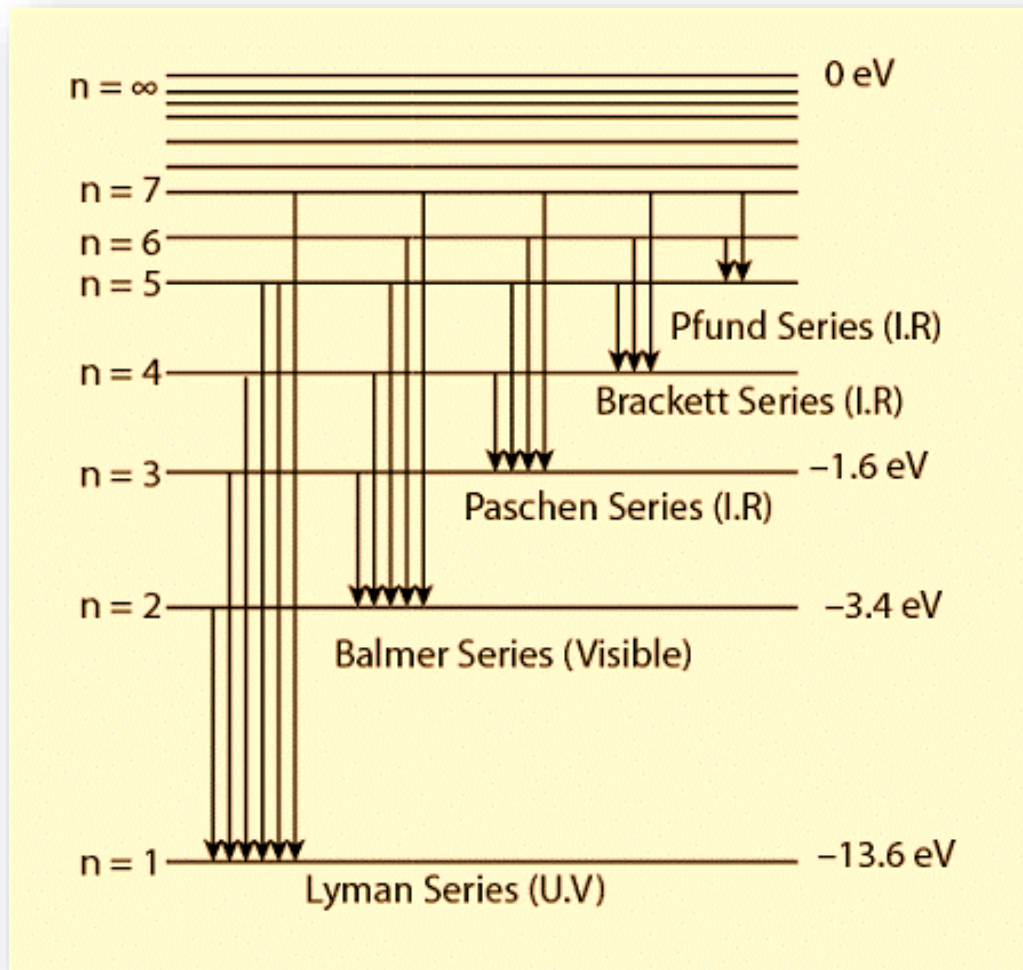 n = ∞
0 eV
n = 7
n = 6
n = 5
Pfund Series (I.R)
n = 4
Brackett Series (I.R)
n = 3
–1.6 eV
Paschen Series (I.R)
n = 2
–3.4 eV
Balmer Series (Visible)
n = 1
–13.6 eV
Lyman Series (U.V)